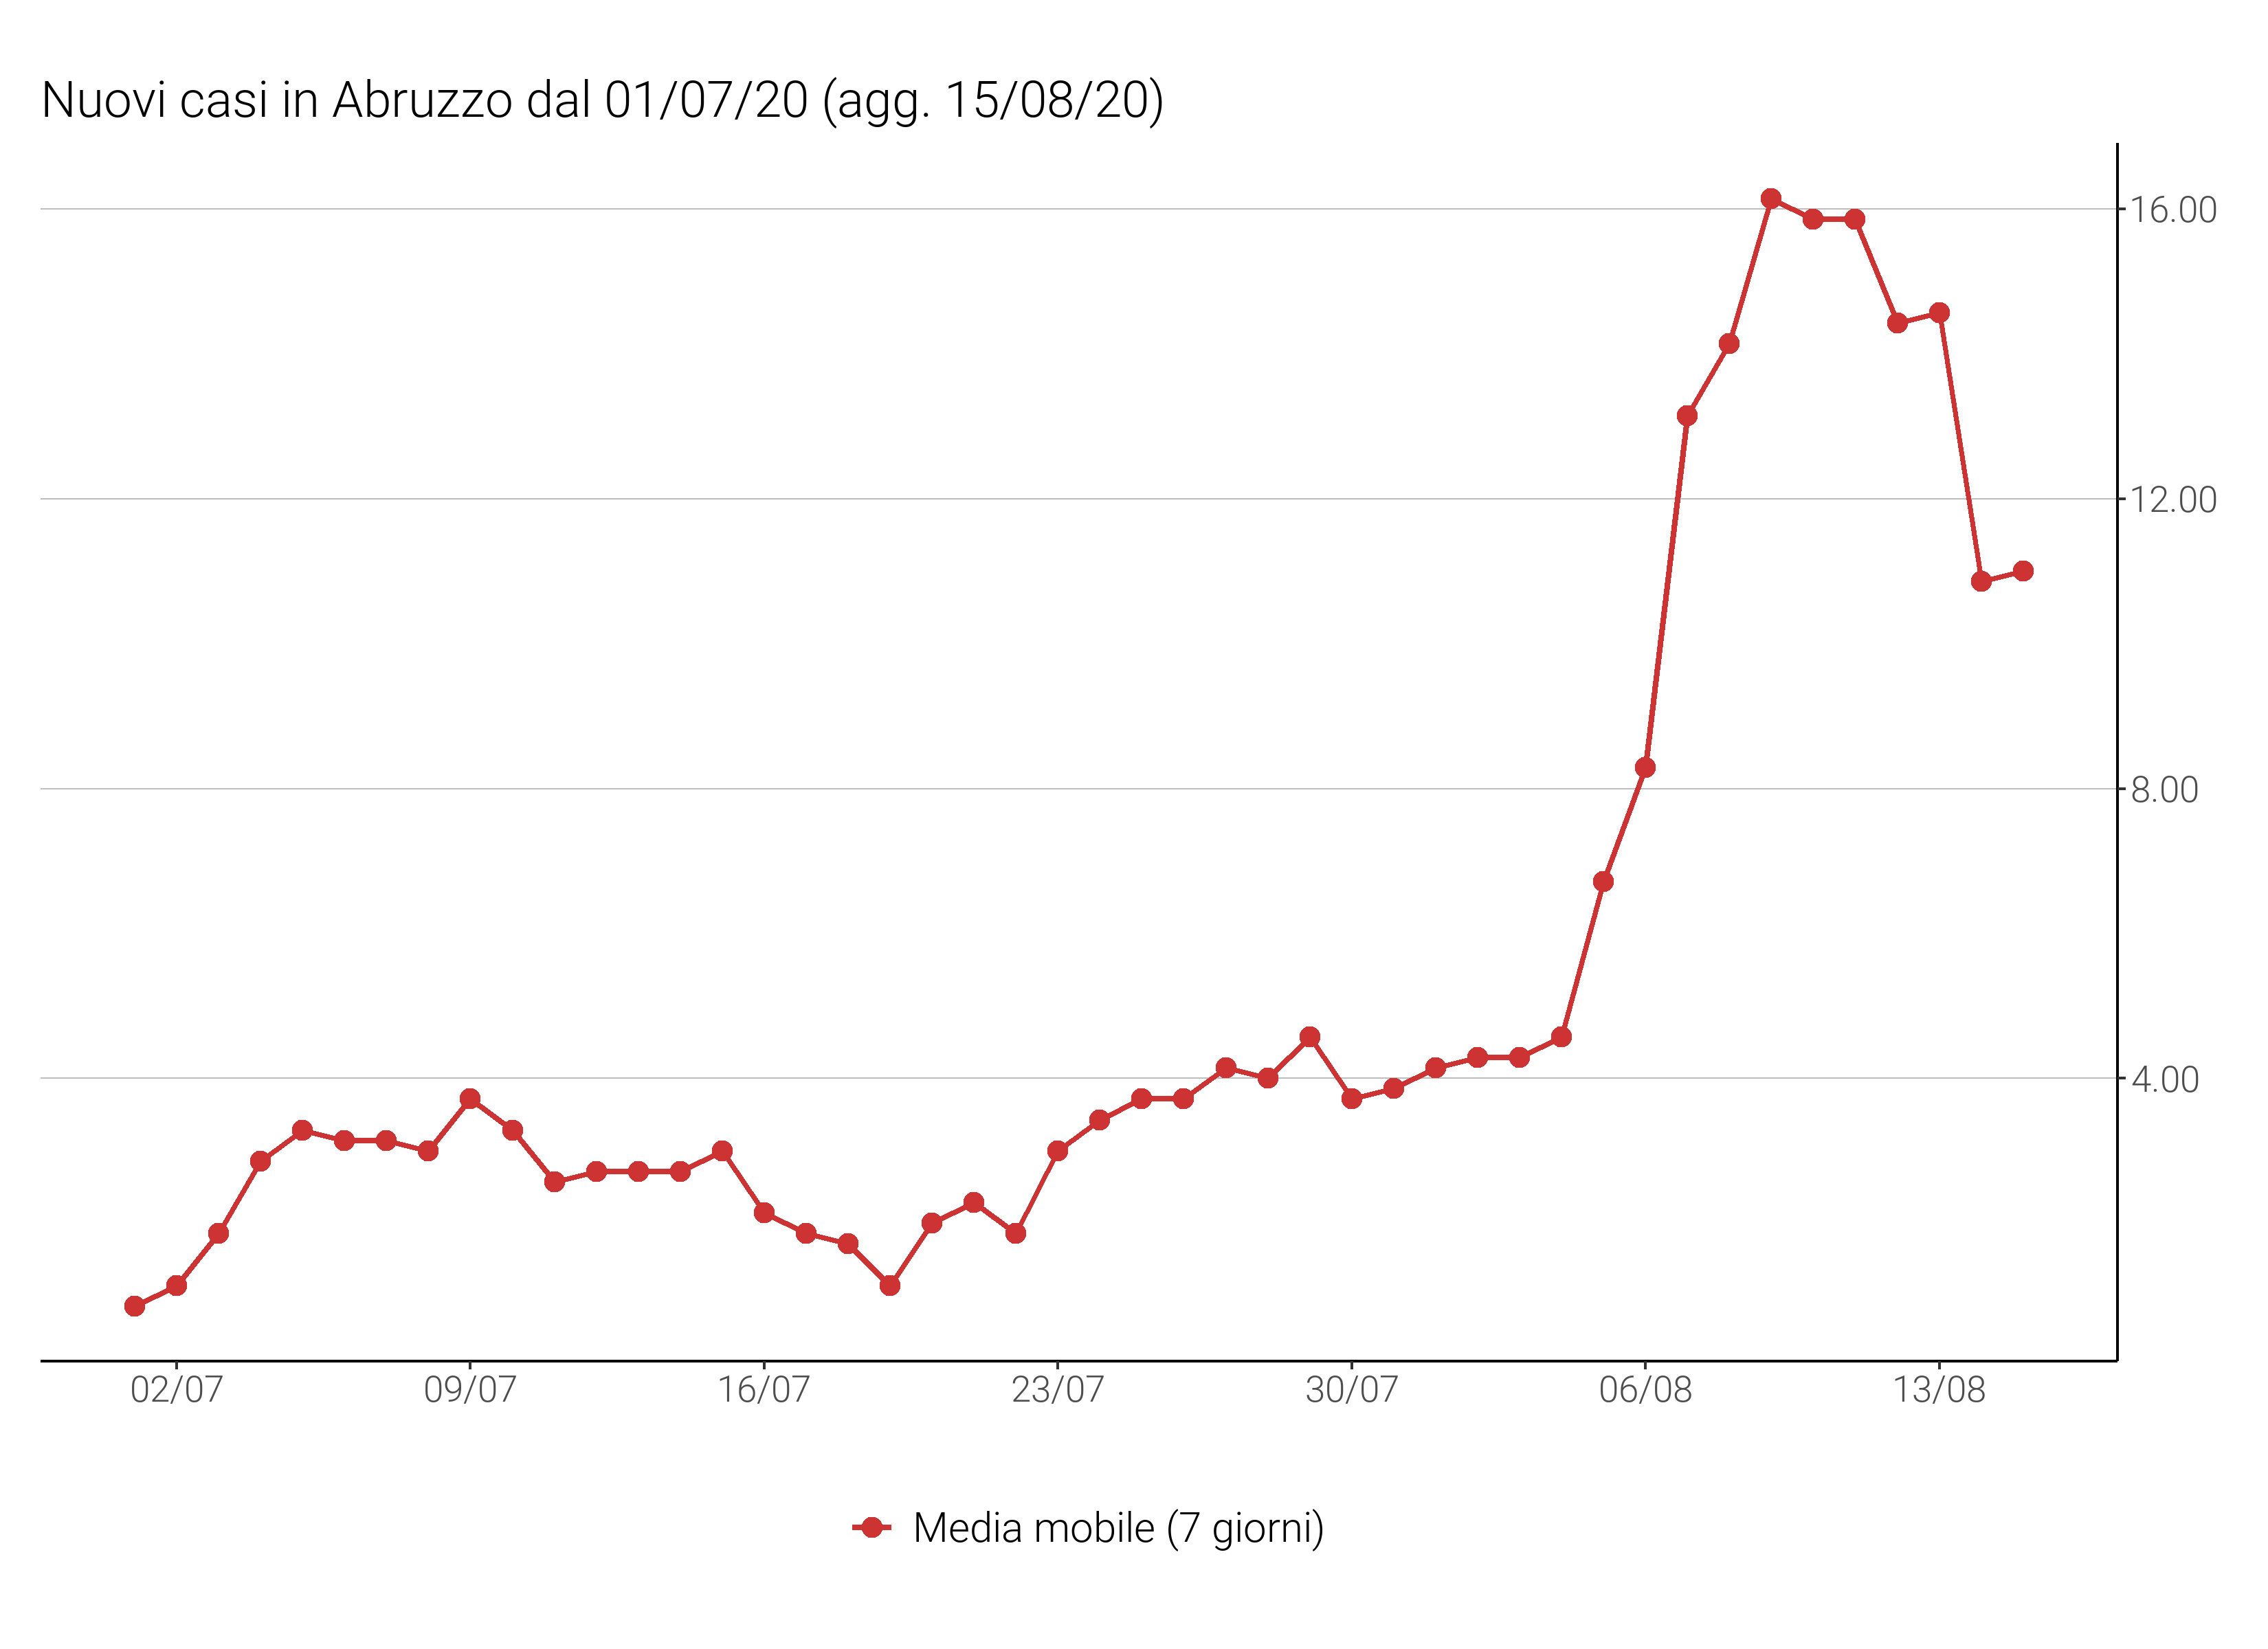 Nuovi casi in Abruzzo dal 01/07/20 (agg. 15/08/20)
16.00
12.00
8.00
4.00
02/07 09/07 16/07 23/07 30/07 06/08 13/08
Media mobile (7 giorni)